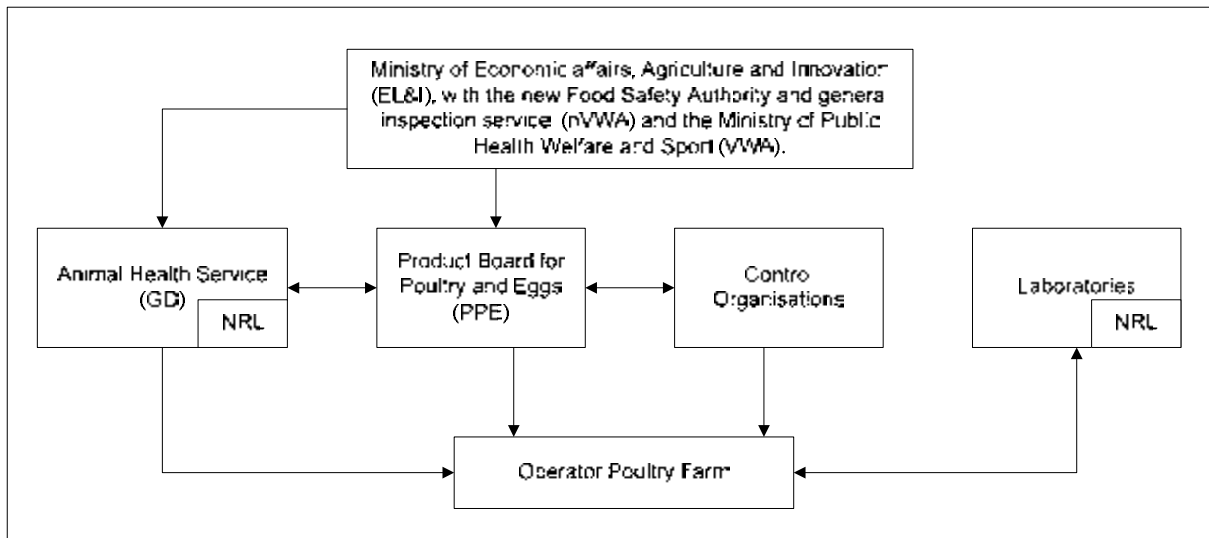 Ministry of Economic affairs, Agriculture and Innovation
(EL&I), with the new Food Safety Authority and genera
inspection service (nVWA) and the Ministry of Public
Health Welfare and Sport (VWA).
Animal Health Service
(GD)
NRL
Product Board for
Poultry and Eggs
(PPE)
Contro
Organisations
Laboratories
NRL
Operator Poultry Farm